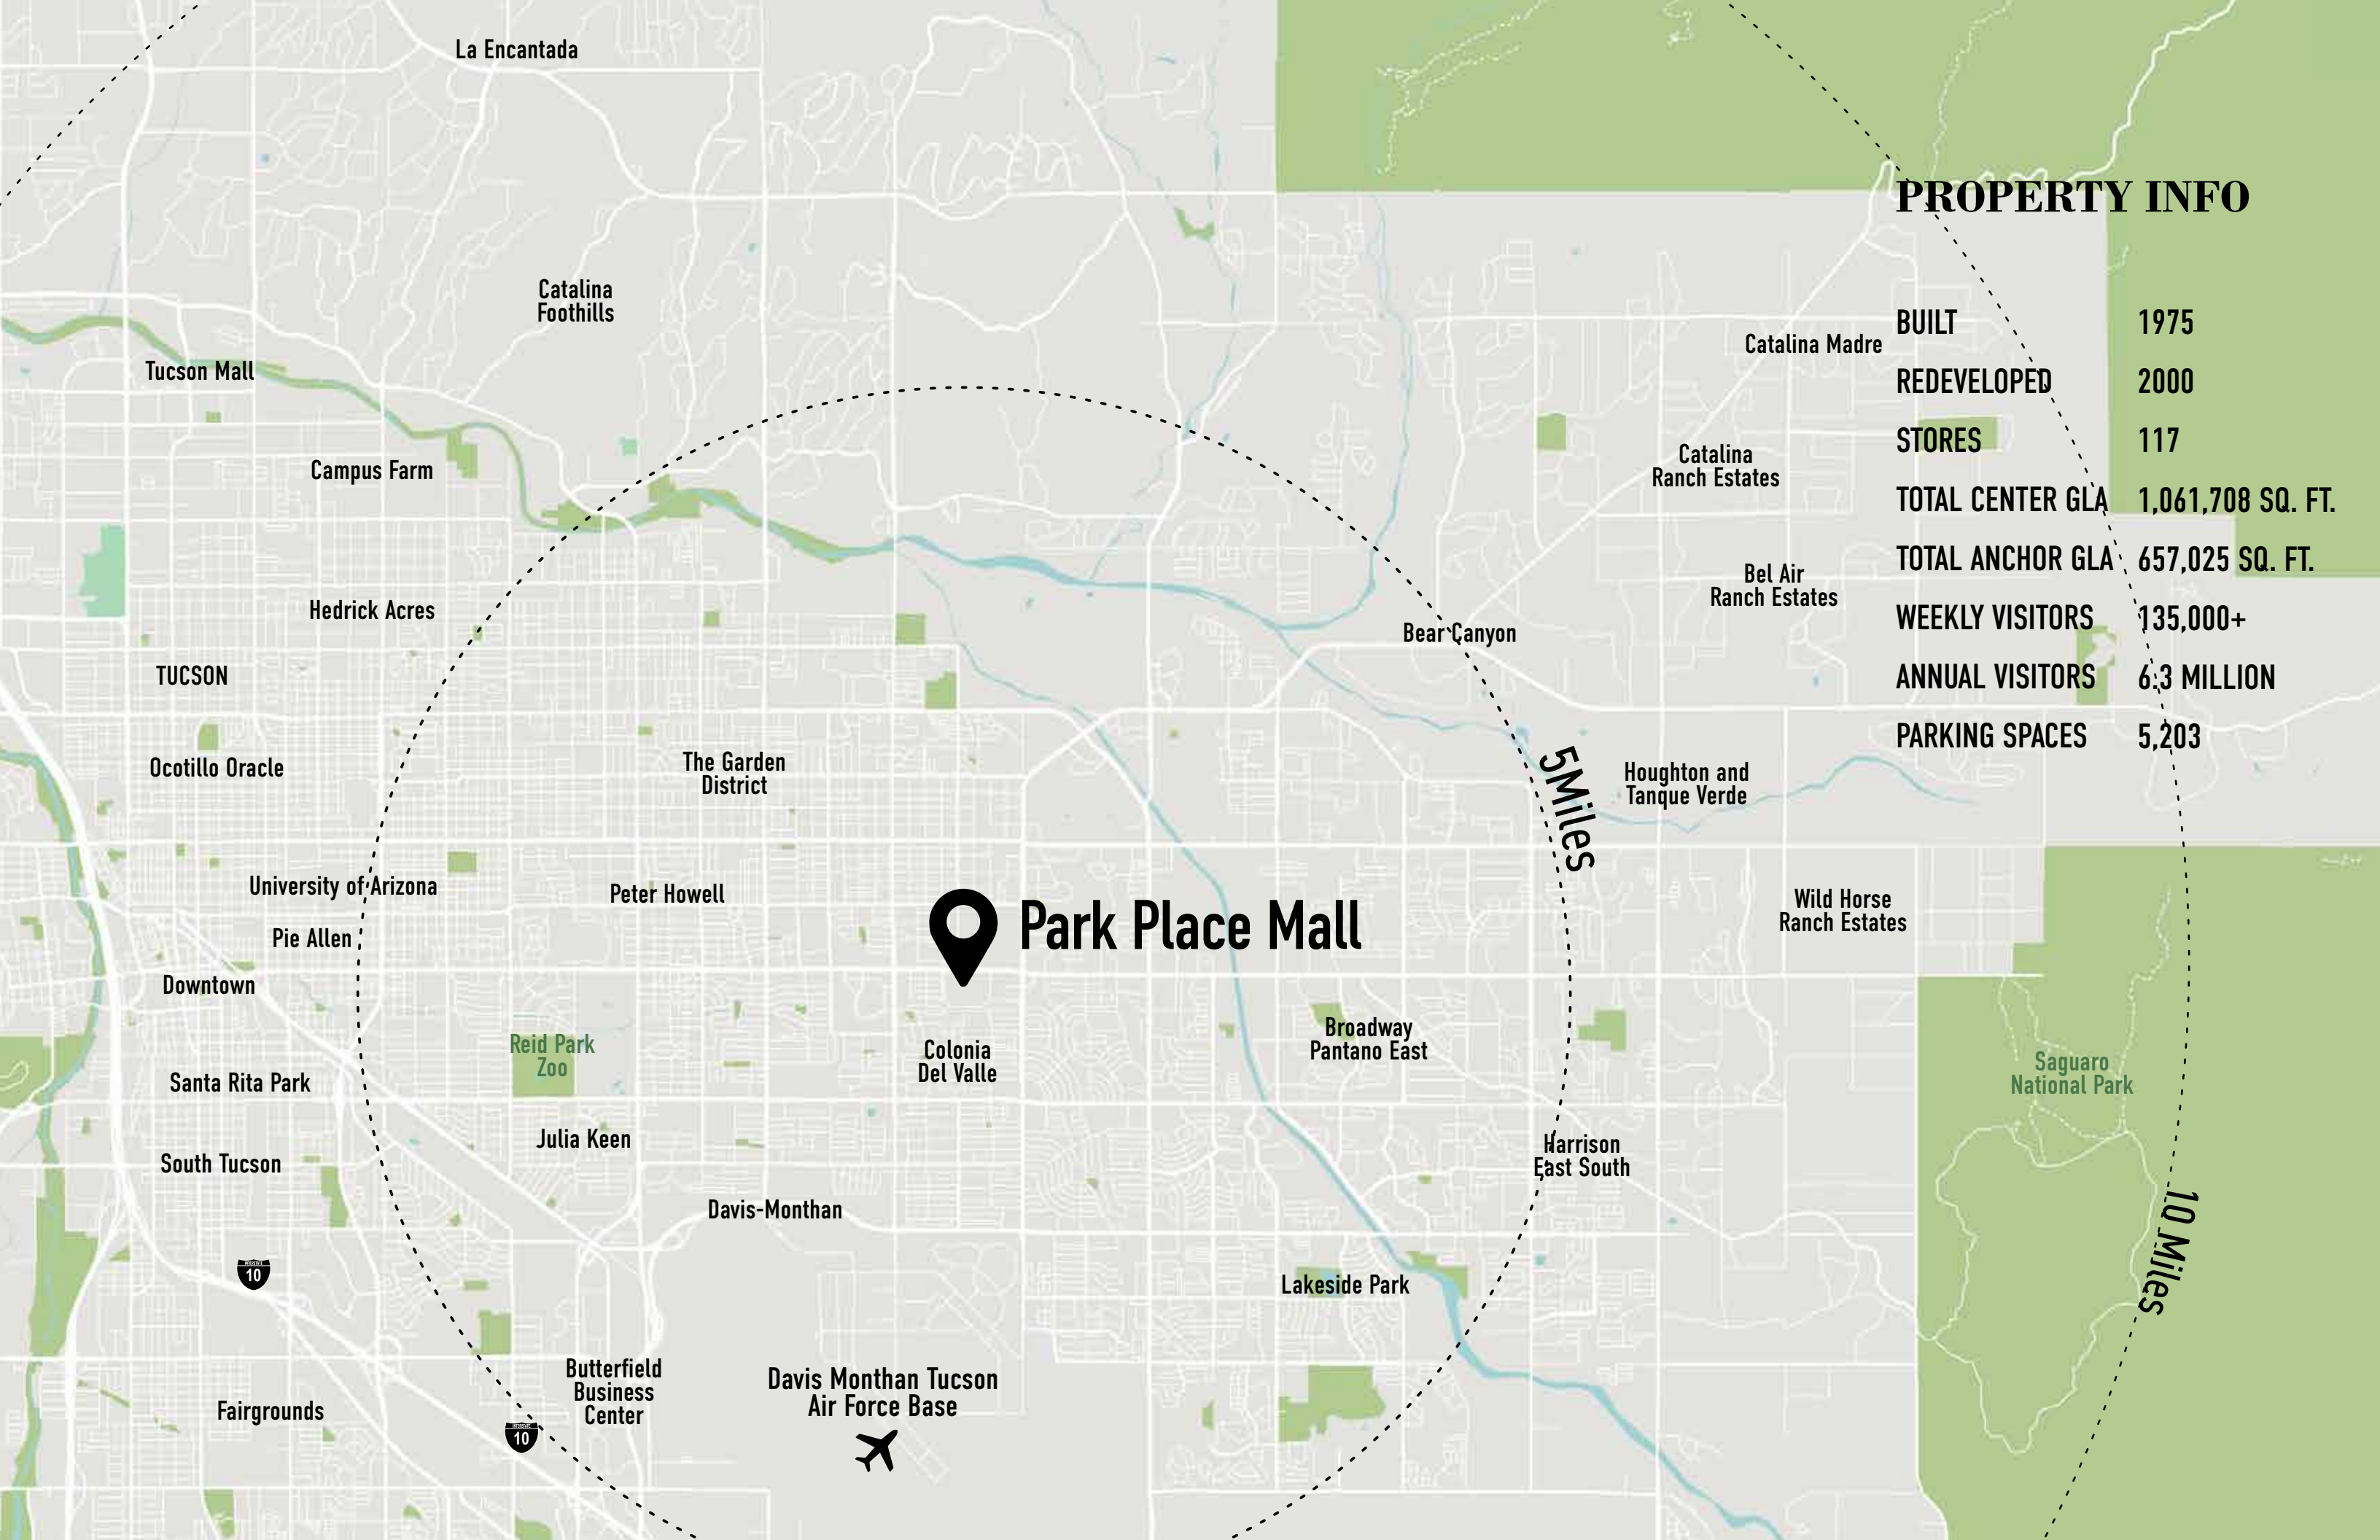 La Encantada
PROPERTY INFO
Catalina
Foothills
BUILT 1975
Catalina Madre
Tucson Mall
REDEVELOPED 2000
STORES 117
Catalina
Ranch Estates
Campus Farm
TOTAL CENTER GLA 1,061,708 SQ. FT.
TOTAL ANCHOR GLA 657,025 SQ. FT.
Bel Air
Ranch Estates
Hedrick Acres
WEEKLY VISITORS 135,000+
Bear Canyon
TUCSON
ANNUAL VISITORS 6.3 MILLION
PARKING SPACES 5,203
Ocotillo Oracle
The Garden
District
5Miles
Houghton and
Tanque Verde
University of Arizona
Peter Howell
Park Place Mall
Wild Horse
Ranch Estates
Pie Allen
Downtown
Reid Park
Zoo
Colonia
Del Valle
Broadway
Pantano East
Saguaro
National Park
Santa Rita Park
Julia Keen
Harrison
East South
South Tucson
Davis-Monthan
10 Miles
INTERSTATE
10
Lakeside Park
Butterfield
Business
Center
Davis Monthan Tucson
Air Force Base
Fairgrounds
INTERSTATE
10